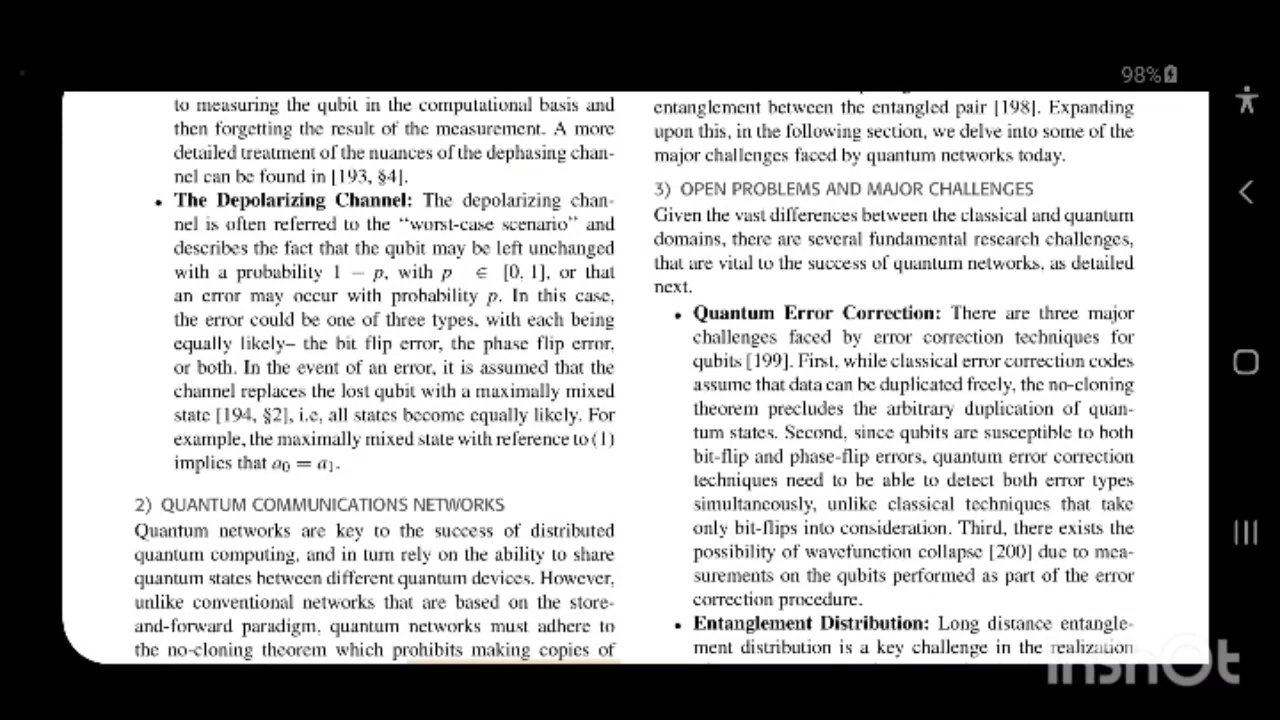 98%
to measuring the qubit in the computational basis and
then forgetting the result of the measurement. A more
detailed treatment of the nuances of the dephasing chan-
nel can be found in [193, §4].
• The Depolarizing Channel: The depolarizing chan-
nel is often referred to the “worst-case scenario” and
describes the fact that the qubit may be left unchanged
with a probability 1 − p, with p ∈ [0, 1], or that
an error may occur with probability p. In this case,
the error could be one of three types, with each being
equally likely– the bit flip error, the phase flip error,
or both. In the event of an error, it is assumed that the
channel replaces the lost qubit with a maximally mixed
state [194, §2], i.e, all states become equally likely. For
example, the maximally mixed state with reference to (1)
implies that a₀ = a₁.
2) QUANTUM COMMUNICATIONS NETWORKS
Quantum networks are key to the success of distributed
quantum computing, and in turn rely on the ability to share
quantum states between different quantum devices. However,
unlike conventional networks that are based on the store-
and-forward paradigm, quantum networks must adhere to
the no-cloning theorem which prohibits making copies of
entanglement between the entangled pair [198]. Expanding
upon this, in the following section, we delve into some of the
major challenges faced by quantum networks today.
3) OPEN PROBLEMS AND MAJOR CHALLENGES
Given the vast differences between the classical and quantum
domains, there are several fundamental research challenges,
that are vital to the success of quantum networks, as detailed
next.
• Quantum Error Correction: There are three major
challenges faced by error correction techniques for
qubits [199]. First, while classical error correction codes
assume that data can be duplicated freely, the no-cloning
theorem precludes the arbitrary duplication of quan-
tum states. Second, since qubits are susceptible to both
bit-flip and phase-flip errors, quantum error correction
techniques need to be able to detect both error types
simultaneously, unlike classical techniques that take
only bit-flips into consideration. Third, there exists the
possibility of wavefunction collapse [200] due to mea-
surements on the qubits performed as part of the error
correction procedure.
• Entanglement Distribution: Long distance entangle-
ment distribution is a key challenge in the realization
InShOt